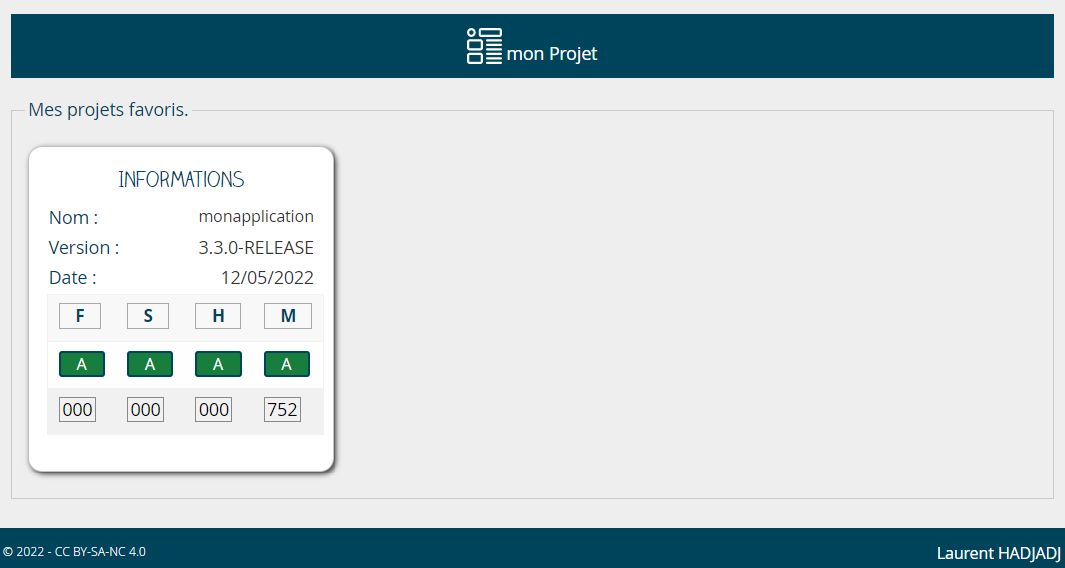 mon Projet
Mes projets favoris.
INFORMATIONS
Nom : monapplication
Version : 3.3.0-RELEASE
Date : 12/05/2022
F S H M
A A A A
000 000 000 752
© 2022 - CC BY-SA-NC 4.0 Laurent HADJADJ